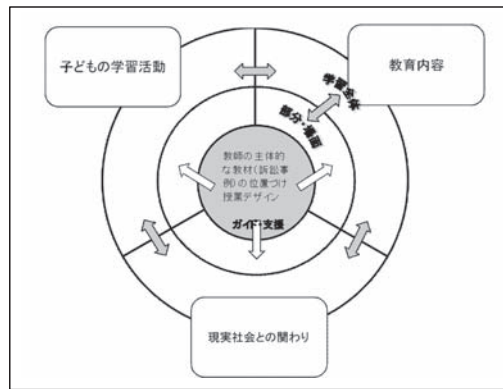 子どもの学習活動
教育内容
学習全体
部分・場面
教師の主体的
な教材(訴訟事
例)の位置づけ
授業デザイン
ガイド・支援
現実社会との関わり